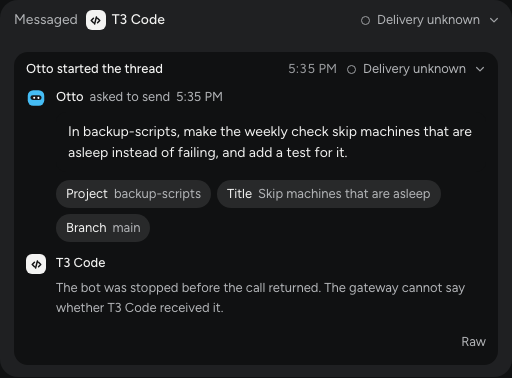 Messaged T3 Code Delivery unknown
Otto started the thread 5:35 PM Delivery unknown
Otto asked to send 5:35 PM
In backup-scripts, make the weekly check skip machines that are
asleep instead of failing, and add a test for it.
Project backup-scripts Title Skip machines that are asleep
Branch main
T3 Code
The bot was stopped before the call returned. The gateway cannot say
whether T3 Code received it.
Raw